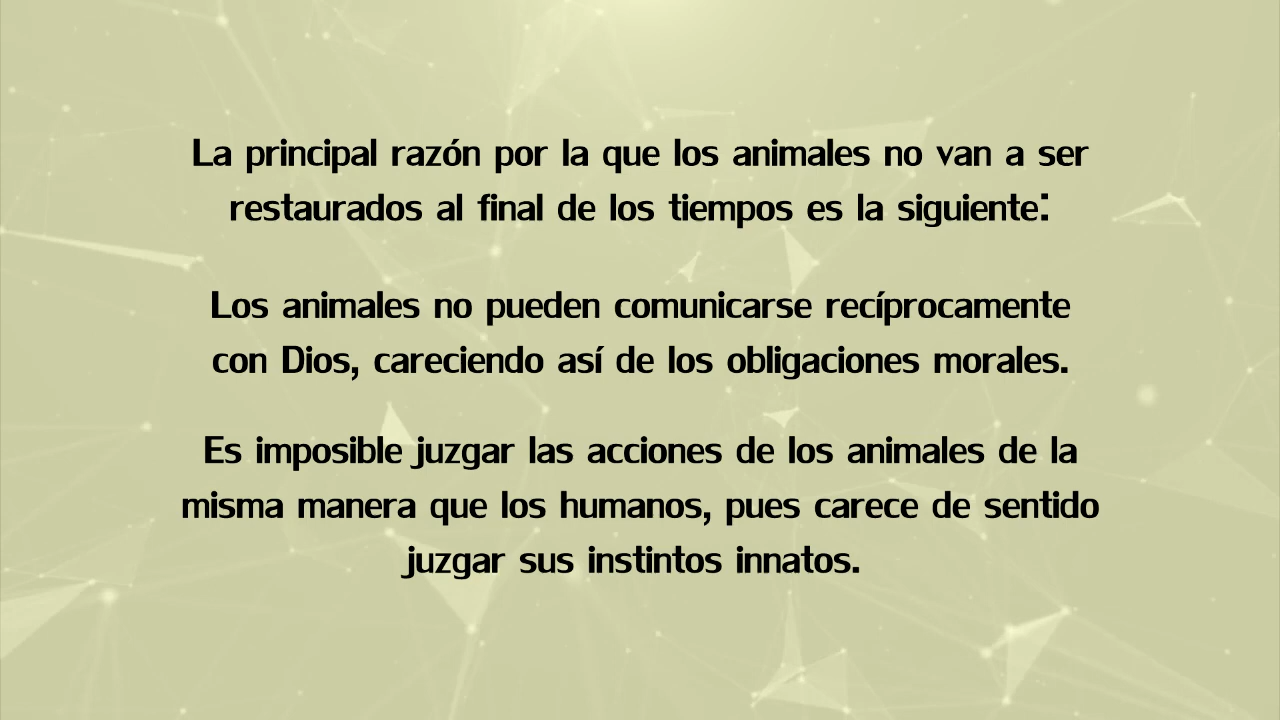 La principal razón por la que los animales no van a ser
restaurados al final de los tiempos es la siguiente:
Los animales no pueden comunicarse recíprocamente
con Dios, careciendo así de los obligaciones morales.
Es imposible juzgar las acciones de los animales de la
misma manera que los humanos, pues carece de sentido
juzgar sus instintos innatos.